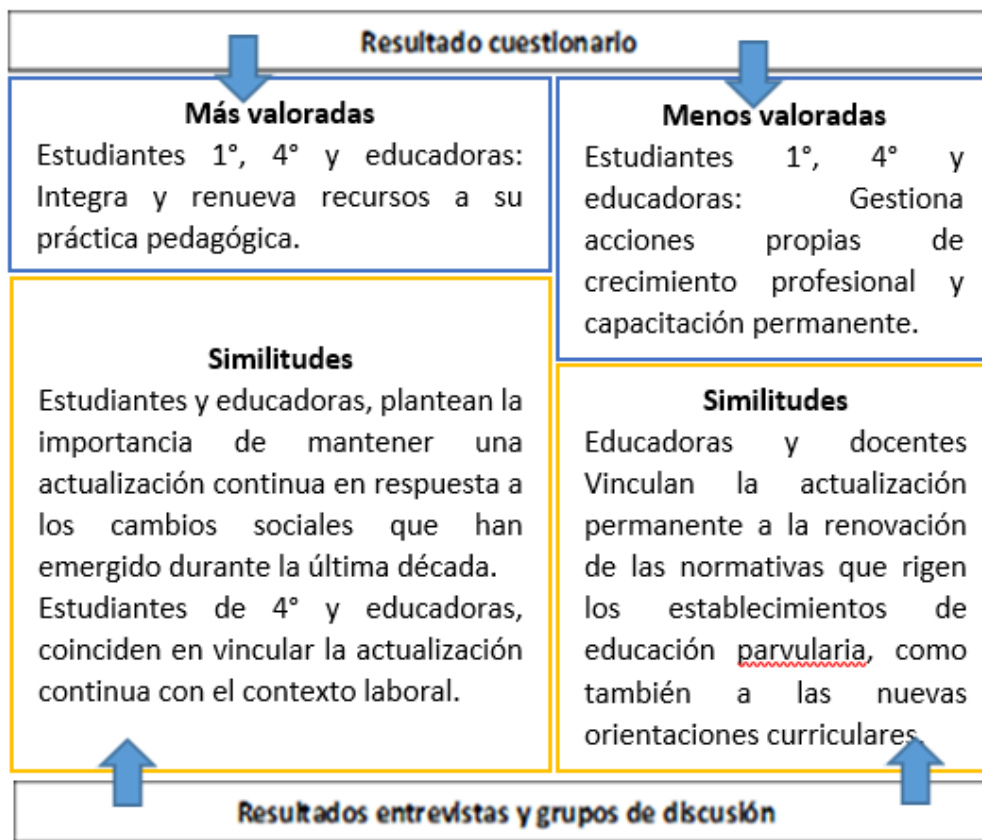 Resultado cuestionario
Más valoradas
Estudiantes 1°, 4° y educadoras:
Integra y renueva recursos a su
práctica pedagógica.
Menos valoradas
Estudiantes 1°, 4° y
educadoras: Gestiona
acciones propias de
crecimiento profesional y
capacitación permanente.
Similitudes
Estudiantes y educadoras, plantean la
importancia de mantener una
actualización continua en respuesta a
los cambios sociales que han
emergido durante la última década.
Estudiantes de 4° y educadoras,
coinciden en vincular la actualización
continua con el contexto laboral.
Similitudes
Educadoras y docentes
Vinculan la actualización
permanente a la renovación
de las normativas que rigen
los establecimientos de
educación parvularia, como
también a las nuevas
orientaciones curriculares.
Resultados entrevistas y grupos de discusión